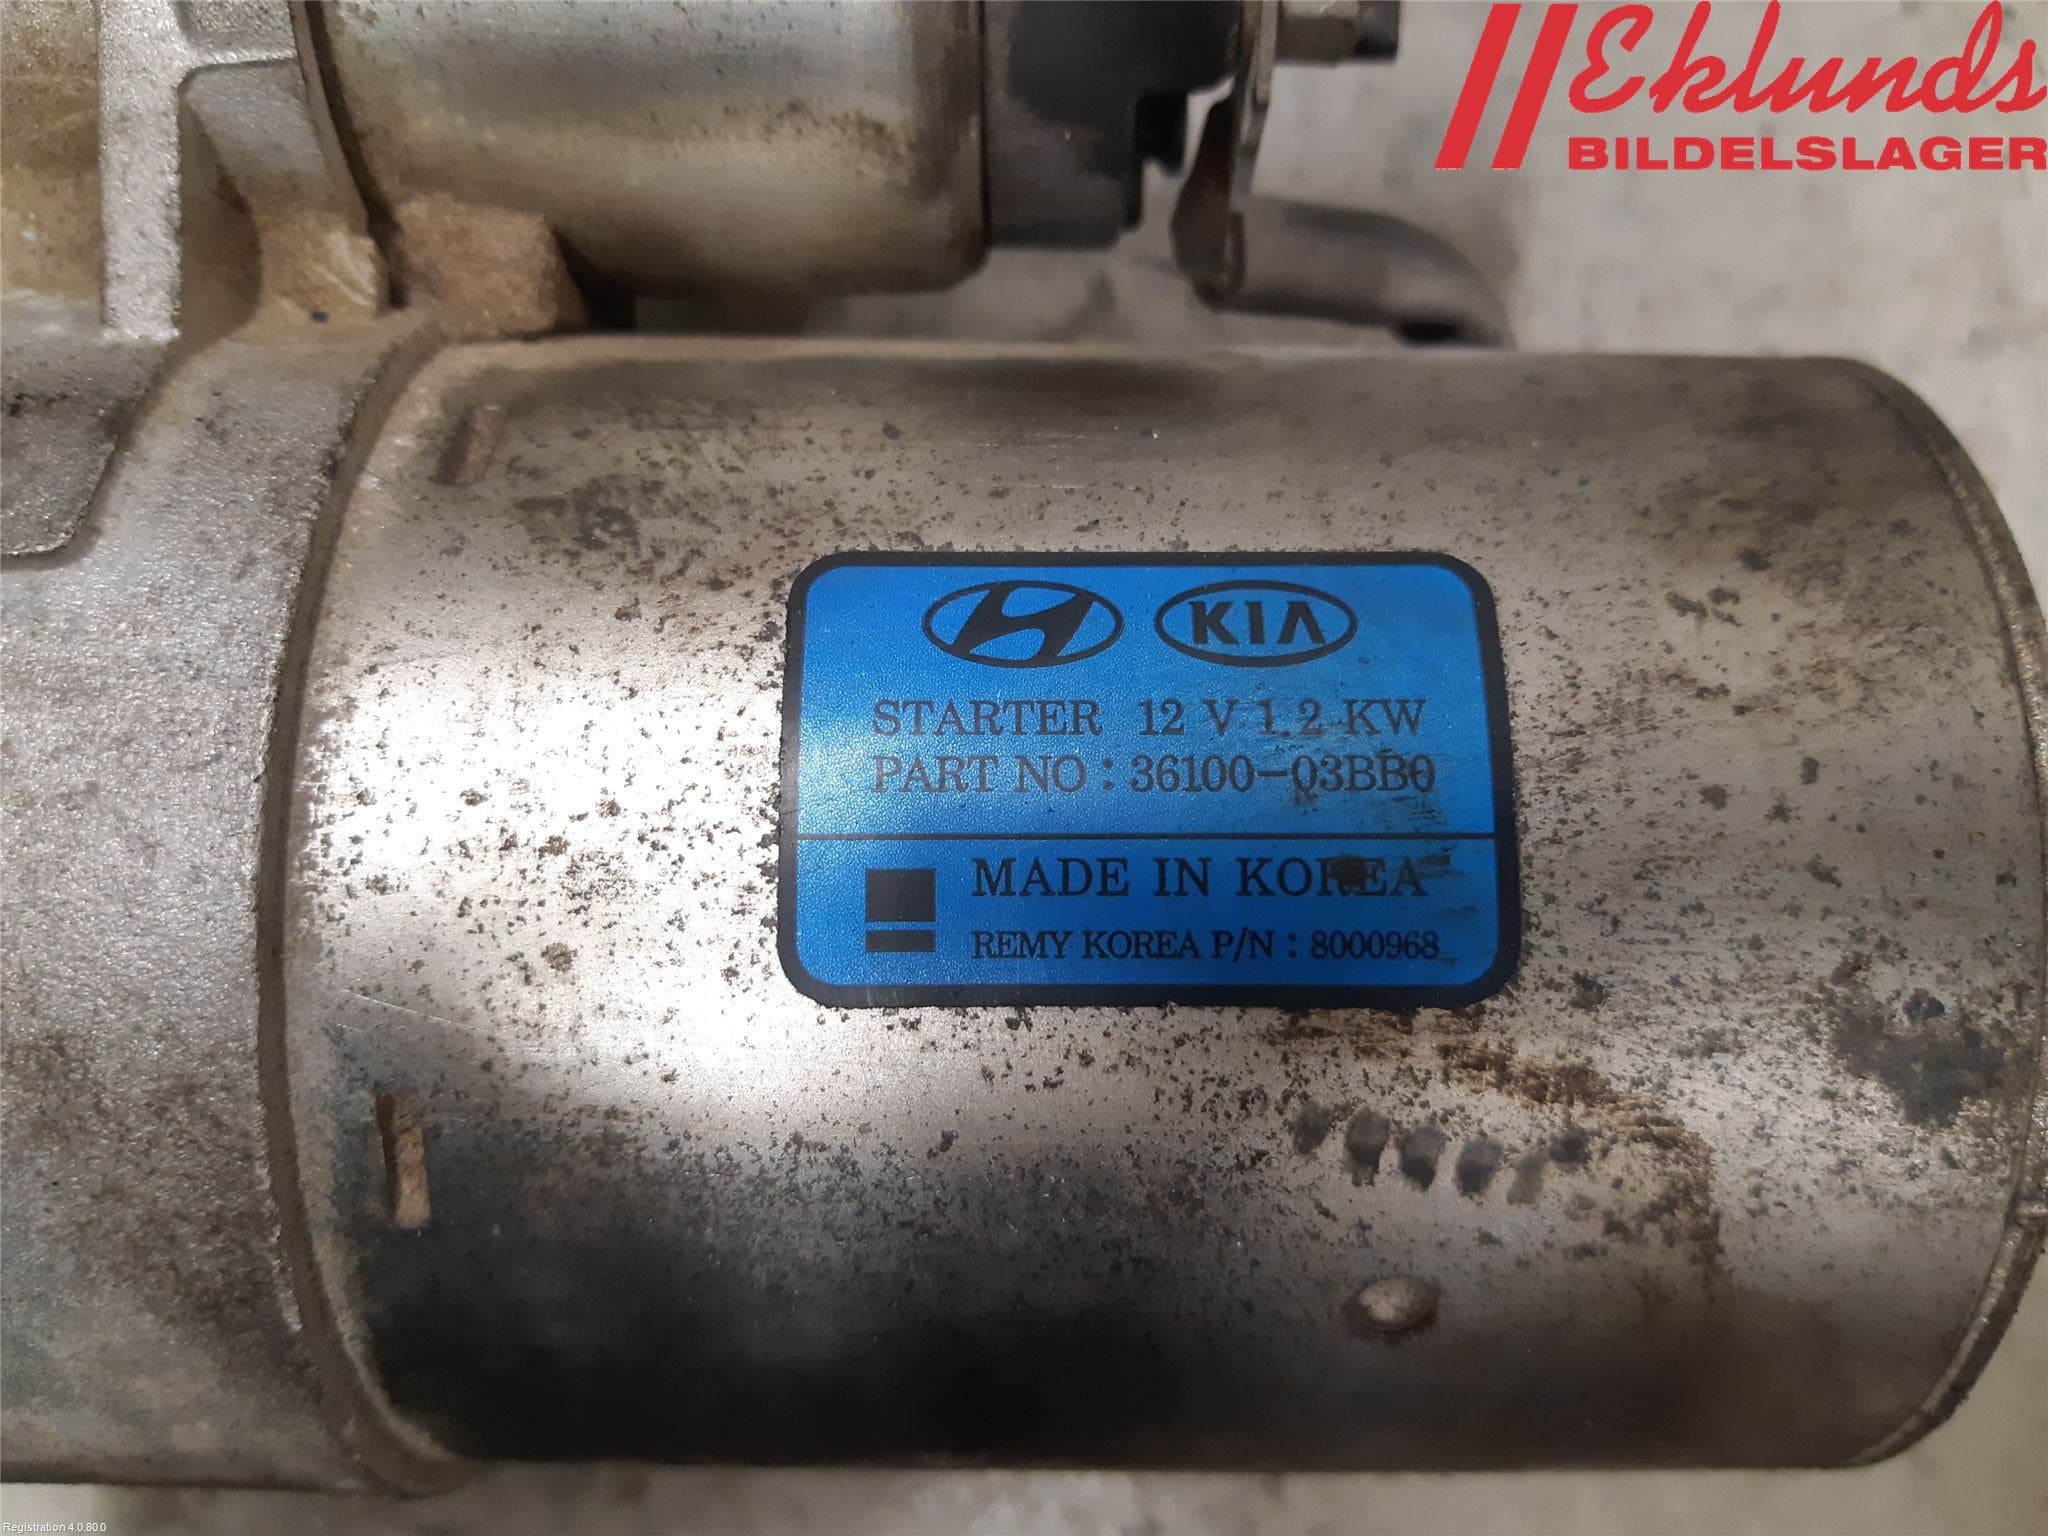 Eklunds
BILDELSLAGER
KIA
STARTER 12 V 1.2 KW
PART NO : 36100-03BB0
MADE IN KOREA
REMY KOREA P/N : 8000968
Registration 4.0.80.0